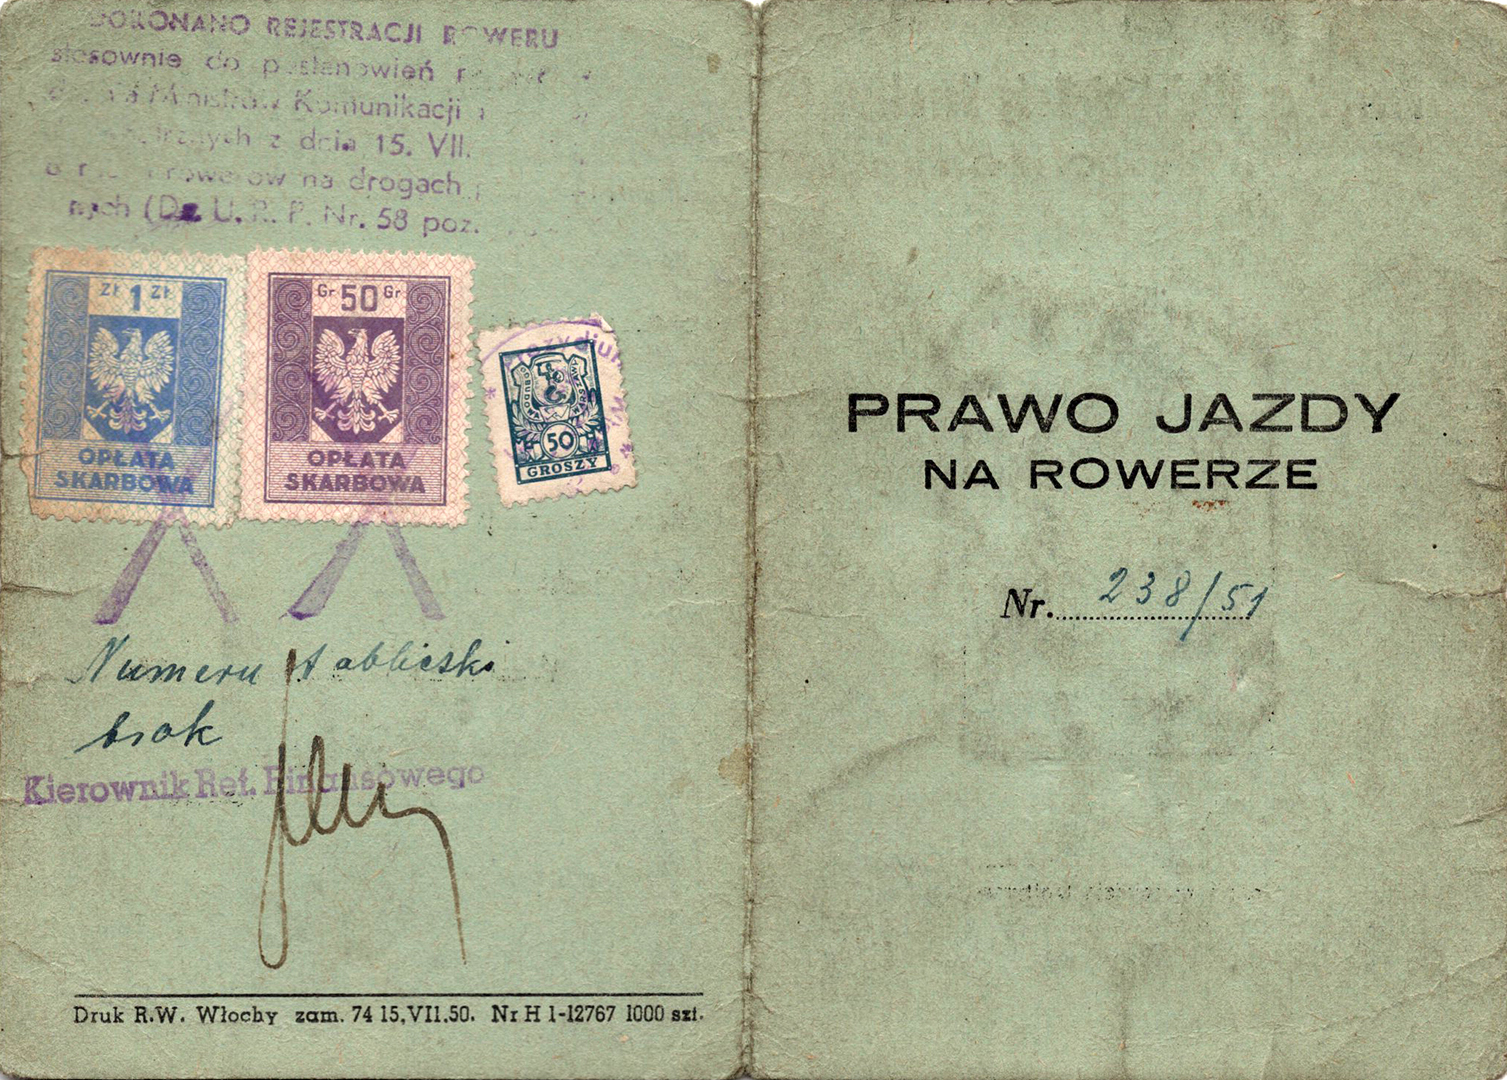 DOKONANO REJESTRACJI ROWERU
stosownie do postanowień
Ministrów Komunikacji
z dnia 15. VII.
rowerów na drogach
nych (Dz. U. R. P. Nr. 58 poz.
Zł 1 Zł
OPŁATA
SKARBOWA
Gr 50 Gr
OPŁATA
SKARBOWA
50
GROSZY
Numeru tabliczki
brak
Kierownik Ref. Finansowego
Druk R.W. Włochy zam. 74 15.VII.50. Nr H 1-12767 1000 szt.
PRAWO JAZDY
NA ROWERZE
Nr. 238/51